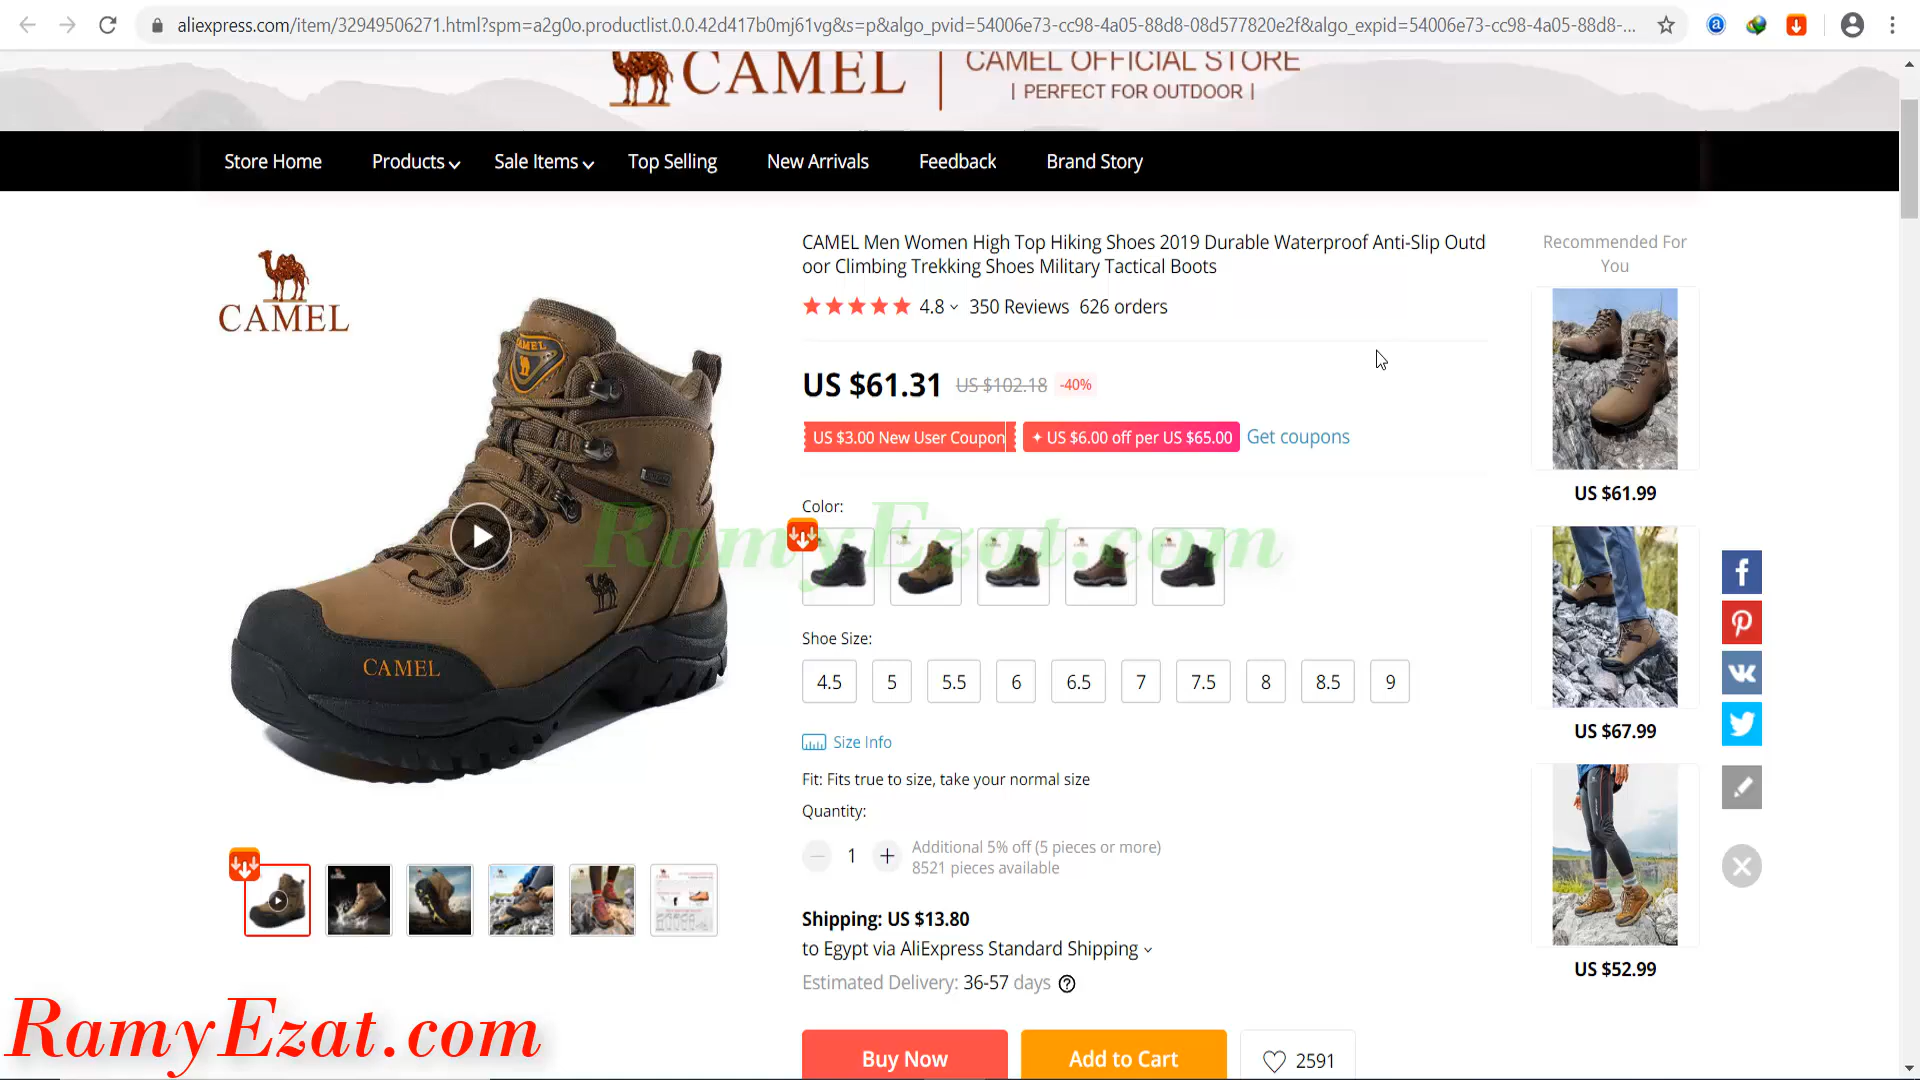 aliexpress.com/item/32949506271.html?spm=a2g0o.productlist.0.0.42d417b0mj61vg&s=p&algo_pvid=54006e73-cc98-4a05-88d8-08d577820e2f&algo_expid=54006e73-cc98-4a05-88d8-...
CAMEL
CAMEL OFFICIAL STORE
| PERFECT FOR OUTDOOR |
Store Home Products Sale Items Top Selling New Arrivals Feedback Brand Story
CAMEL
CAMEL
CAMEL
CAMEL Men Women High Top Hiking Shoes 2019 Durable Waterproof Anti-Slip Outd
oor Climbing Trekking Shoes Military Tactical Boots
4.8 350 Reviews 626 orders
US $61.31 US $102.18 -40%
US $3.00 New User Coupon US $6.00 off per US $65.00 Get coupons
Color:
RamyEzat.com
Shoe Size:
4.5 5 5.5 6 6.5 7 7.5 8 8.5 9
Size Info
Fit: Fits true to size, take your normal size
Quantity:
1
Additional 5% off (5 pieces or more)
8521 pieces available
Shipping: US $13.80
to Egypt via AliExpress Standard Shipping
Estimated Delivery: 36-57 days
Buy Now Add to Cart 2591
Recommended For
You
US $61.99
US $67.99
US $52.99
RamyEzat.com